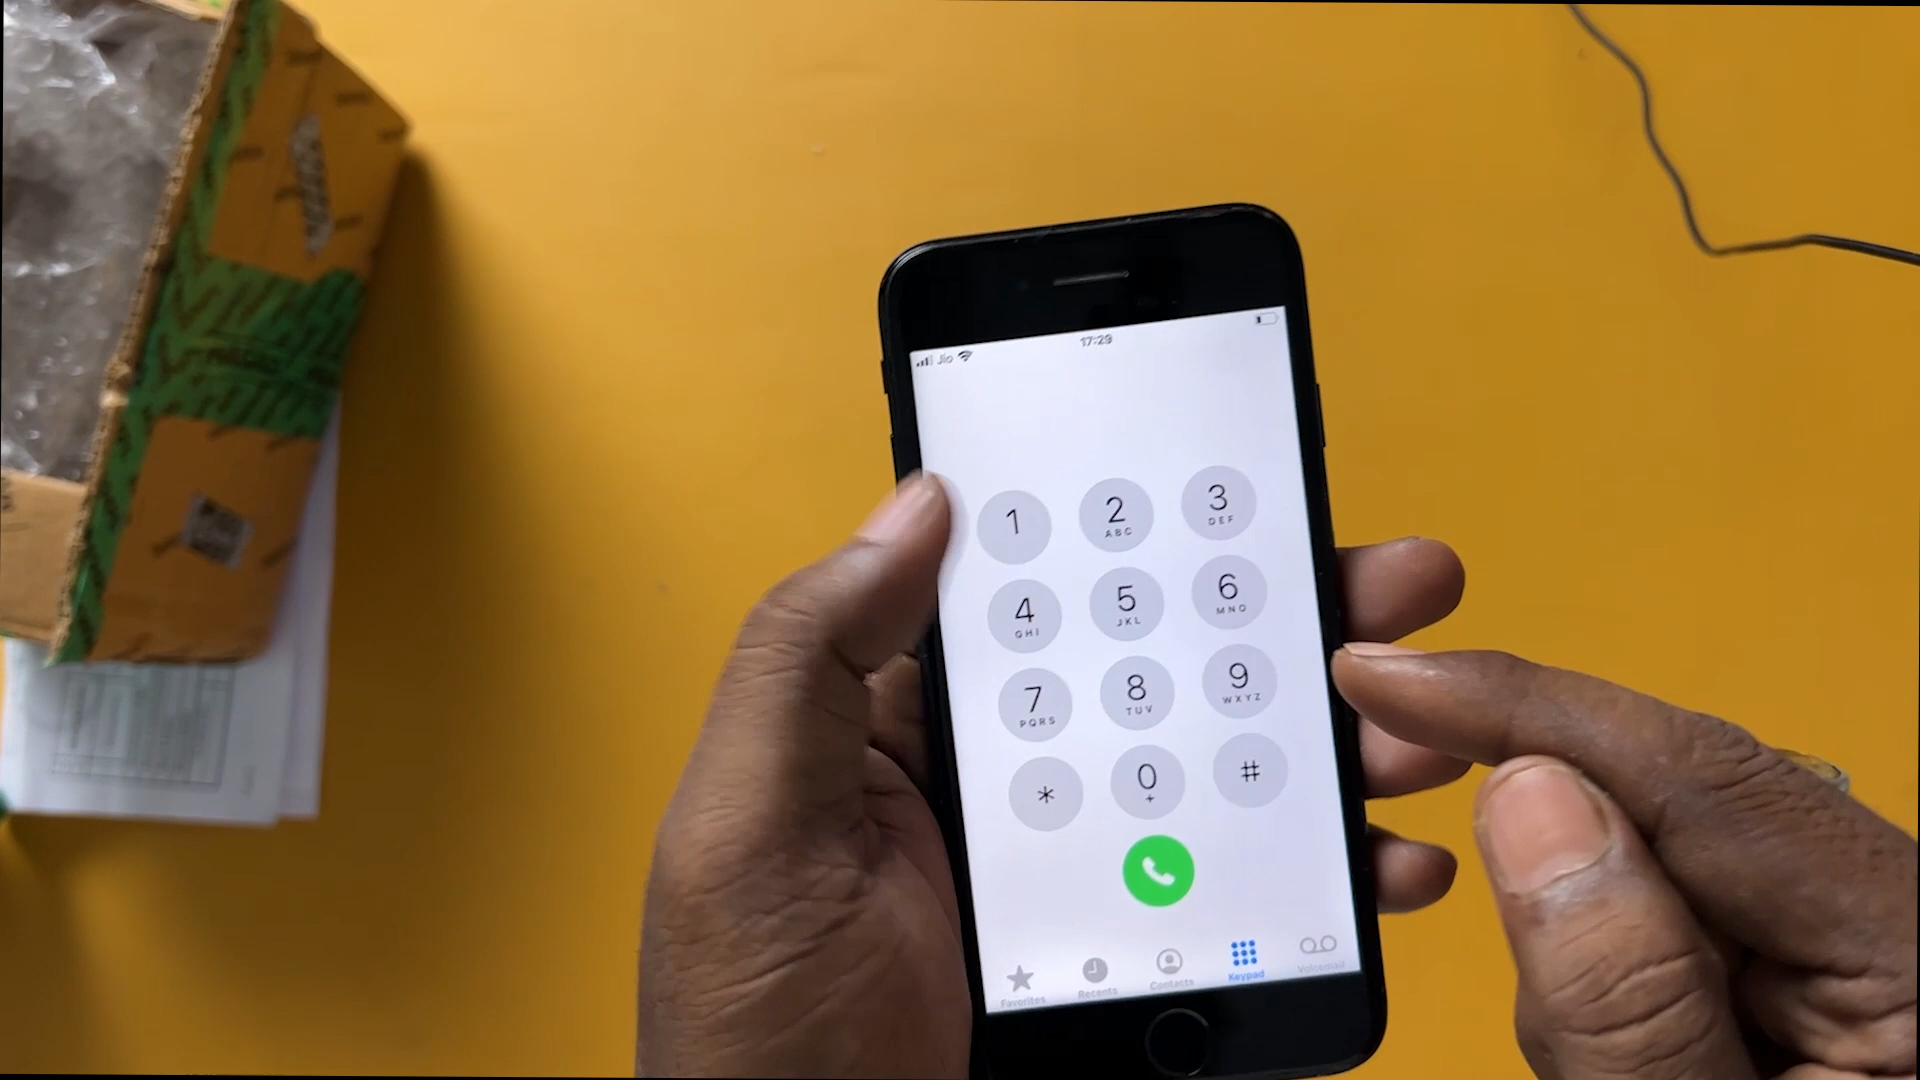 Jio 17:29
1 2 3
ABC DEF
4 5 6
GHI JKL MNO
7 8 9
PQRS TUV WXYZ
* 0 #
+
Favorites Recents Contacts Keypad Voicemail